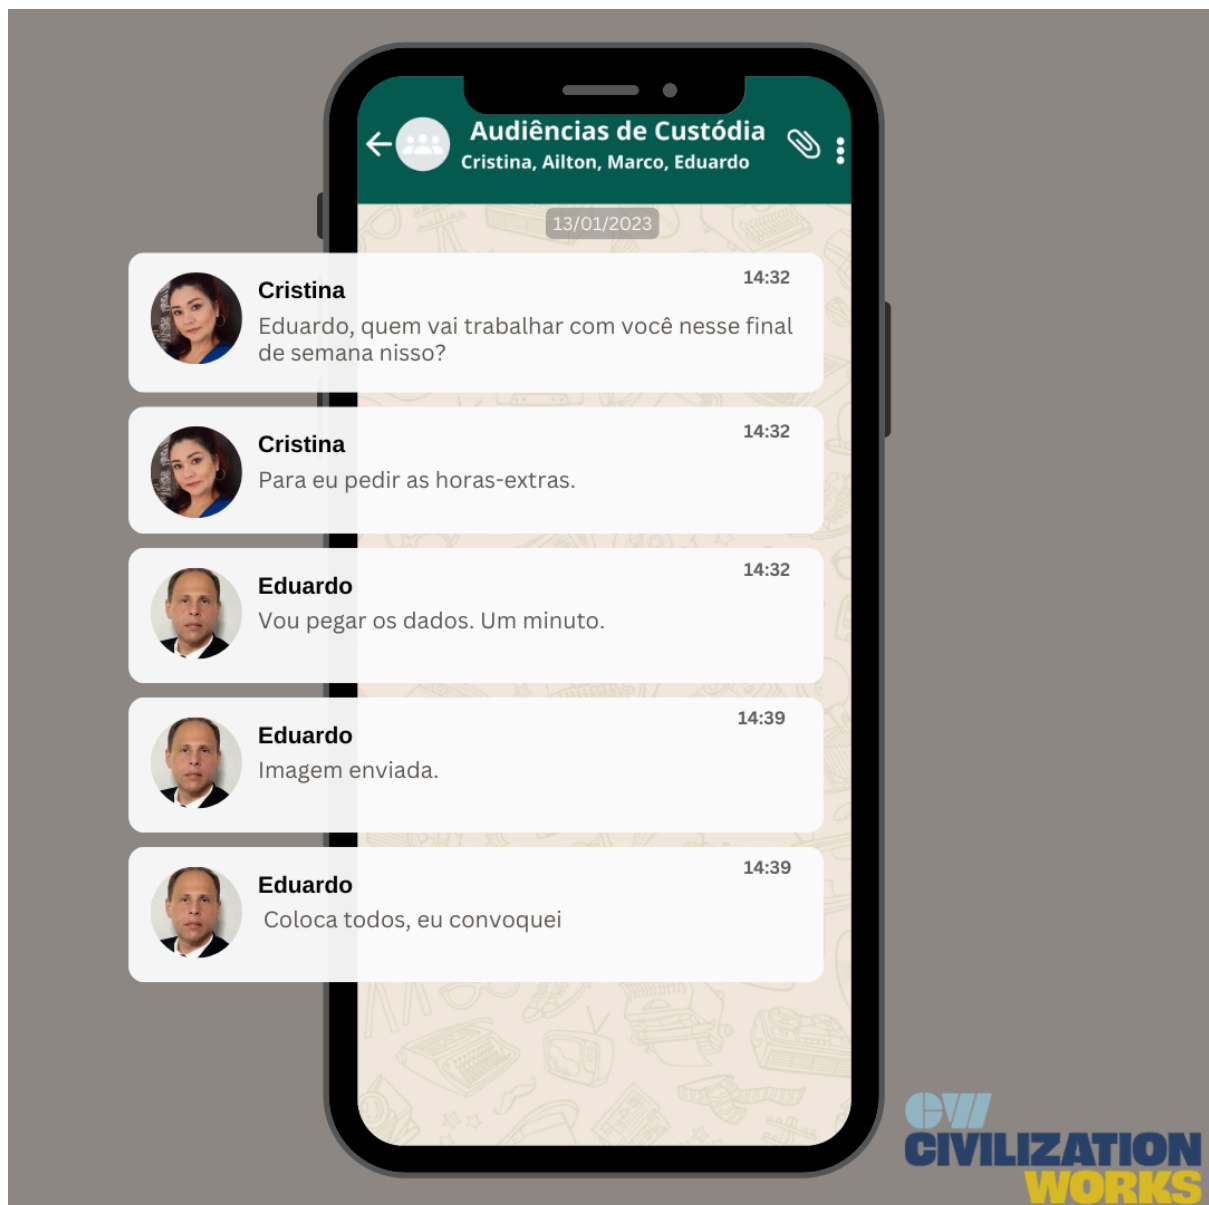 Audiências de Custódia
Cristina, Ailton, Marco, Eduardo
13/01/2023
Cristina
14:32
Eduardo, quem vai trabalhar com você nesse final
de semana nisso?
Cristina
14:32
Para eu pedir as horas-extras.
Eduardo
14:32
Vou pegar os dados. Um minuto.
Eduardo
14:39
Imagem enviada.
Eduardo
14:39
Coloca todos, eu convoquei
CW
CIVILIZATION
WORKS